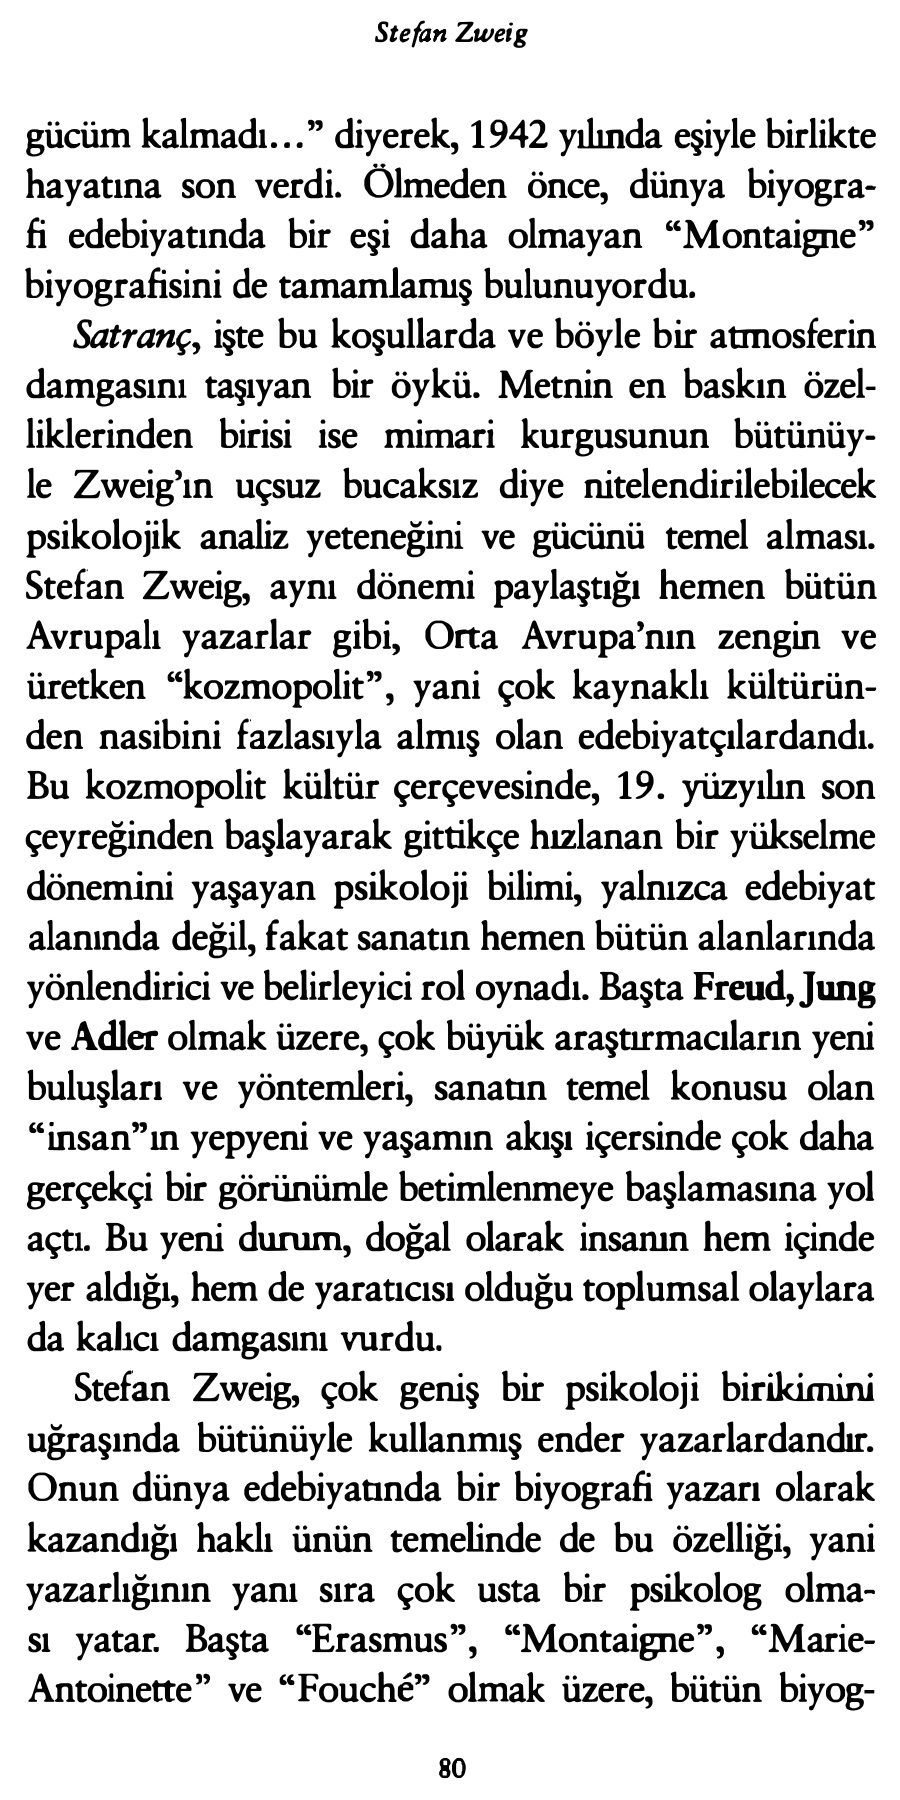 Stefan Zweig
gücüm kalmadı...” diyerek, 1942 yılında eşiyle birlikte
hayatına son verdi. Ölmeden önce, dünya biyogra-
fi edebiyatında bir eşi daha olmayan “Montaigne”
biyografisini de tamamlamış bulunuyordu.
Satranç, işte bu koşullarda ve böyle bir atmosferin
damgasını taşıyan bir öykü. Metnin en baskın özel-
liklerinden birisi ise mimari kurgusunun bütünüy-
le Zweig’ın uçsuz bucaksız diye nitelendirilebilecek
psikolojik analiz yeteneğini ve gücünü temel alması.
Stefan Zweig, aynı dönemi paylaştığı hemen bütün
Avrupalı yazarlar gibi, Orta Avrupa’nın zengin ve
üretken “kozmopolit”, yani çok kaynaklı kültürün-
den nasibini fazlasıyla almış olan edebiyatçılardandı.
Bu kozmopolit kültür çerçevesinde, 19. yüzyılın son
çeyreğinden başlayarak gittikçe hızlanan bir yükselme
dönemini yaşayan psikoloji bilimi, yalnızca edebiyat
alanında değil, fakat sanatın hemen bütün alanlarında
yönlendirici ve belirleyici rol oynadı. Başta Freud, Jung
ve Adler olmak üzere, çok büyük araştırmacıların yeni
buluşları ve yöntemleri, sanatın temel konusu olan
“insan”ın yepyeni ve yaşamın akışı içersinde çok daha
gerçekçi bir görünümle betimlenmeye başlamasına yol
açtı. Bu yeni durum, doğal olarak insanın hem içinde
yer aldığı, hem de yaratıcısı olduğu toplumsal olaylara
da kalıcı damgasını vurdu.
Stefan Zweig, çok geniş bir psikoloji birikimini
uğraşında bütünüyle kullanmış ender yazarlardandır.
Onun dünya edebiyatında bir biyografi yazarı olarak
kazandığı haklı ünün temelinde de bu özelliği, yani
yazarlığının yanı sıra çok usta bir psikolog olma-
sı yatar. Başta “Erasmus”, “Montaigne”, “Marie-
Antoinette” ve “Fouché” olmak üzere, bütün biyog-
80